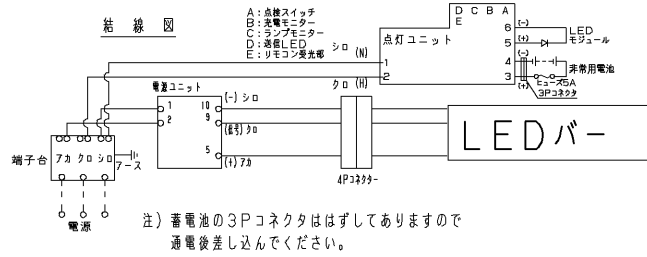 結線図
A：点検スイッチ
B：充電モニター
C：ランプモニター
D：送信LED
E：リモコン受光部
D C B A
E
点灯ユニット
6
5
4
3
1
2
(-)
(+)
(-)
(+)
LED
モジュール
非常用電池
ヒューズ5A
3Pコネクタ
シロ (N)
クロ (H)
電源ユニット
1
2
10
9
5
(-) シロ
(信号) クロ
(+) アカ
4Pコネクター
LEDバー
端子台
アカ クロ シロ
アース
電源
注) 蓄電池の3Pコネクタははずしてありますので
通電後差し込んでください。